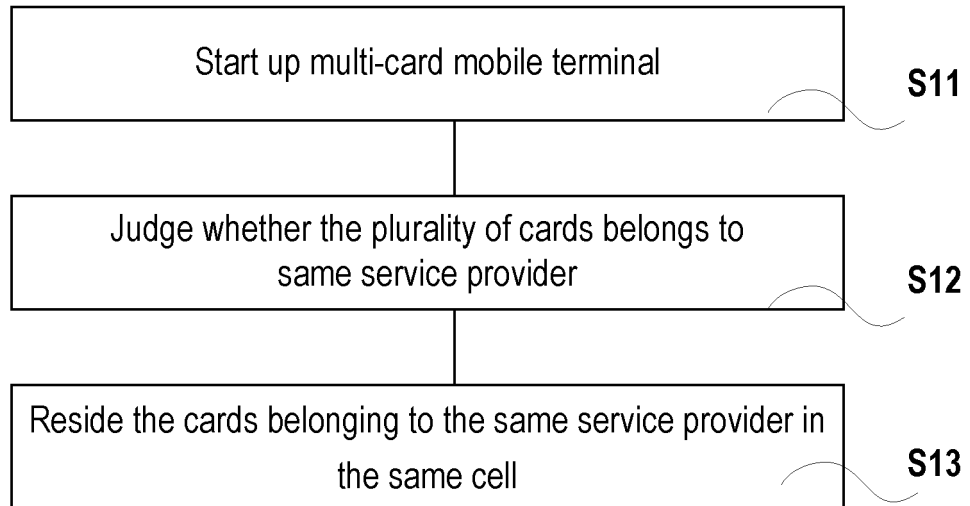 Start up multi-card mobile terminal
S11
Judge whether the plurality of cards belongs to
same service provider
S12
Reside the cards belonging to the same service provider in
the same cell
S13